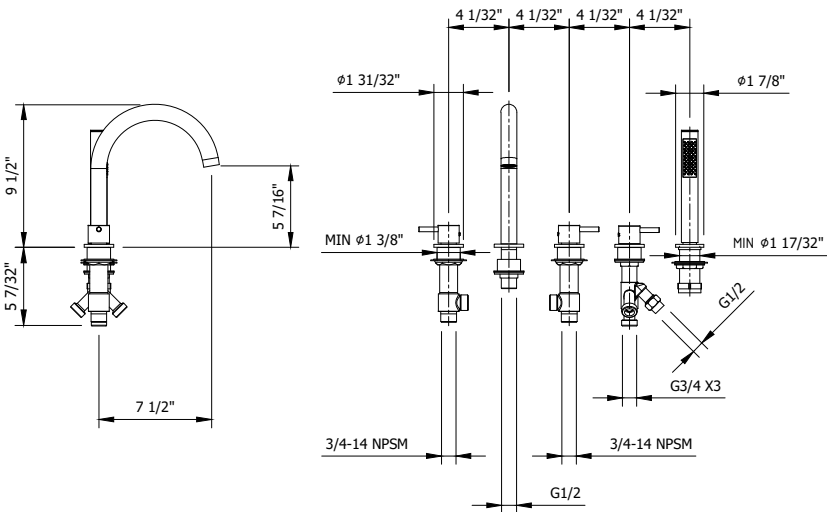 4 1/32" 4 1/32" 4 1/32" 4 1/32"
ϕ1 31/32" ϕ1 7/8"
9 1/2"
5 7/16"
MIN ϕ1 3/8" MIN ϕ1 17/32"
5 7/32"
G1/2
G3/4 X3
7 1/2"
3/4-14 NPSM 3/4-14 NPSM
G1/2